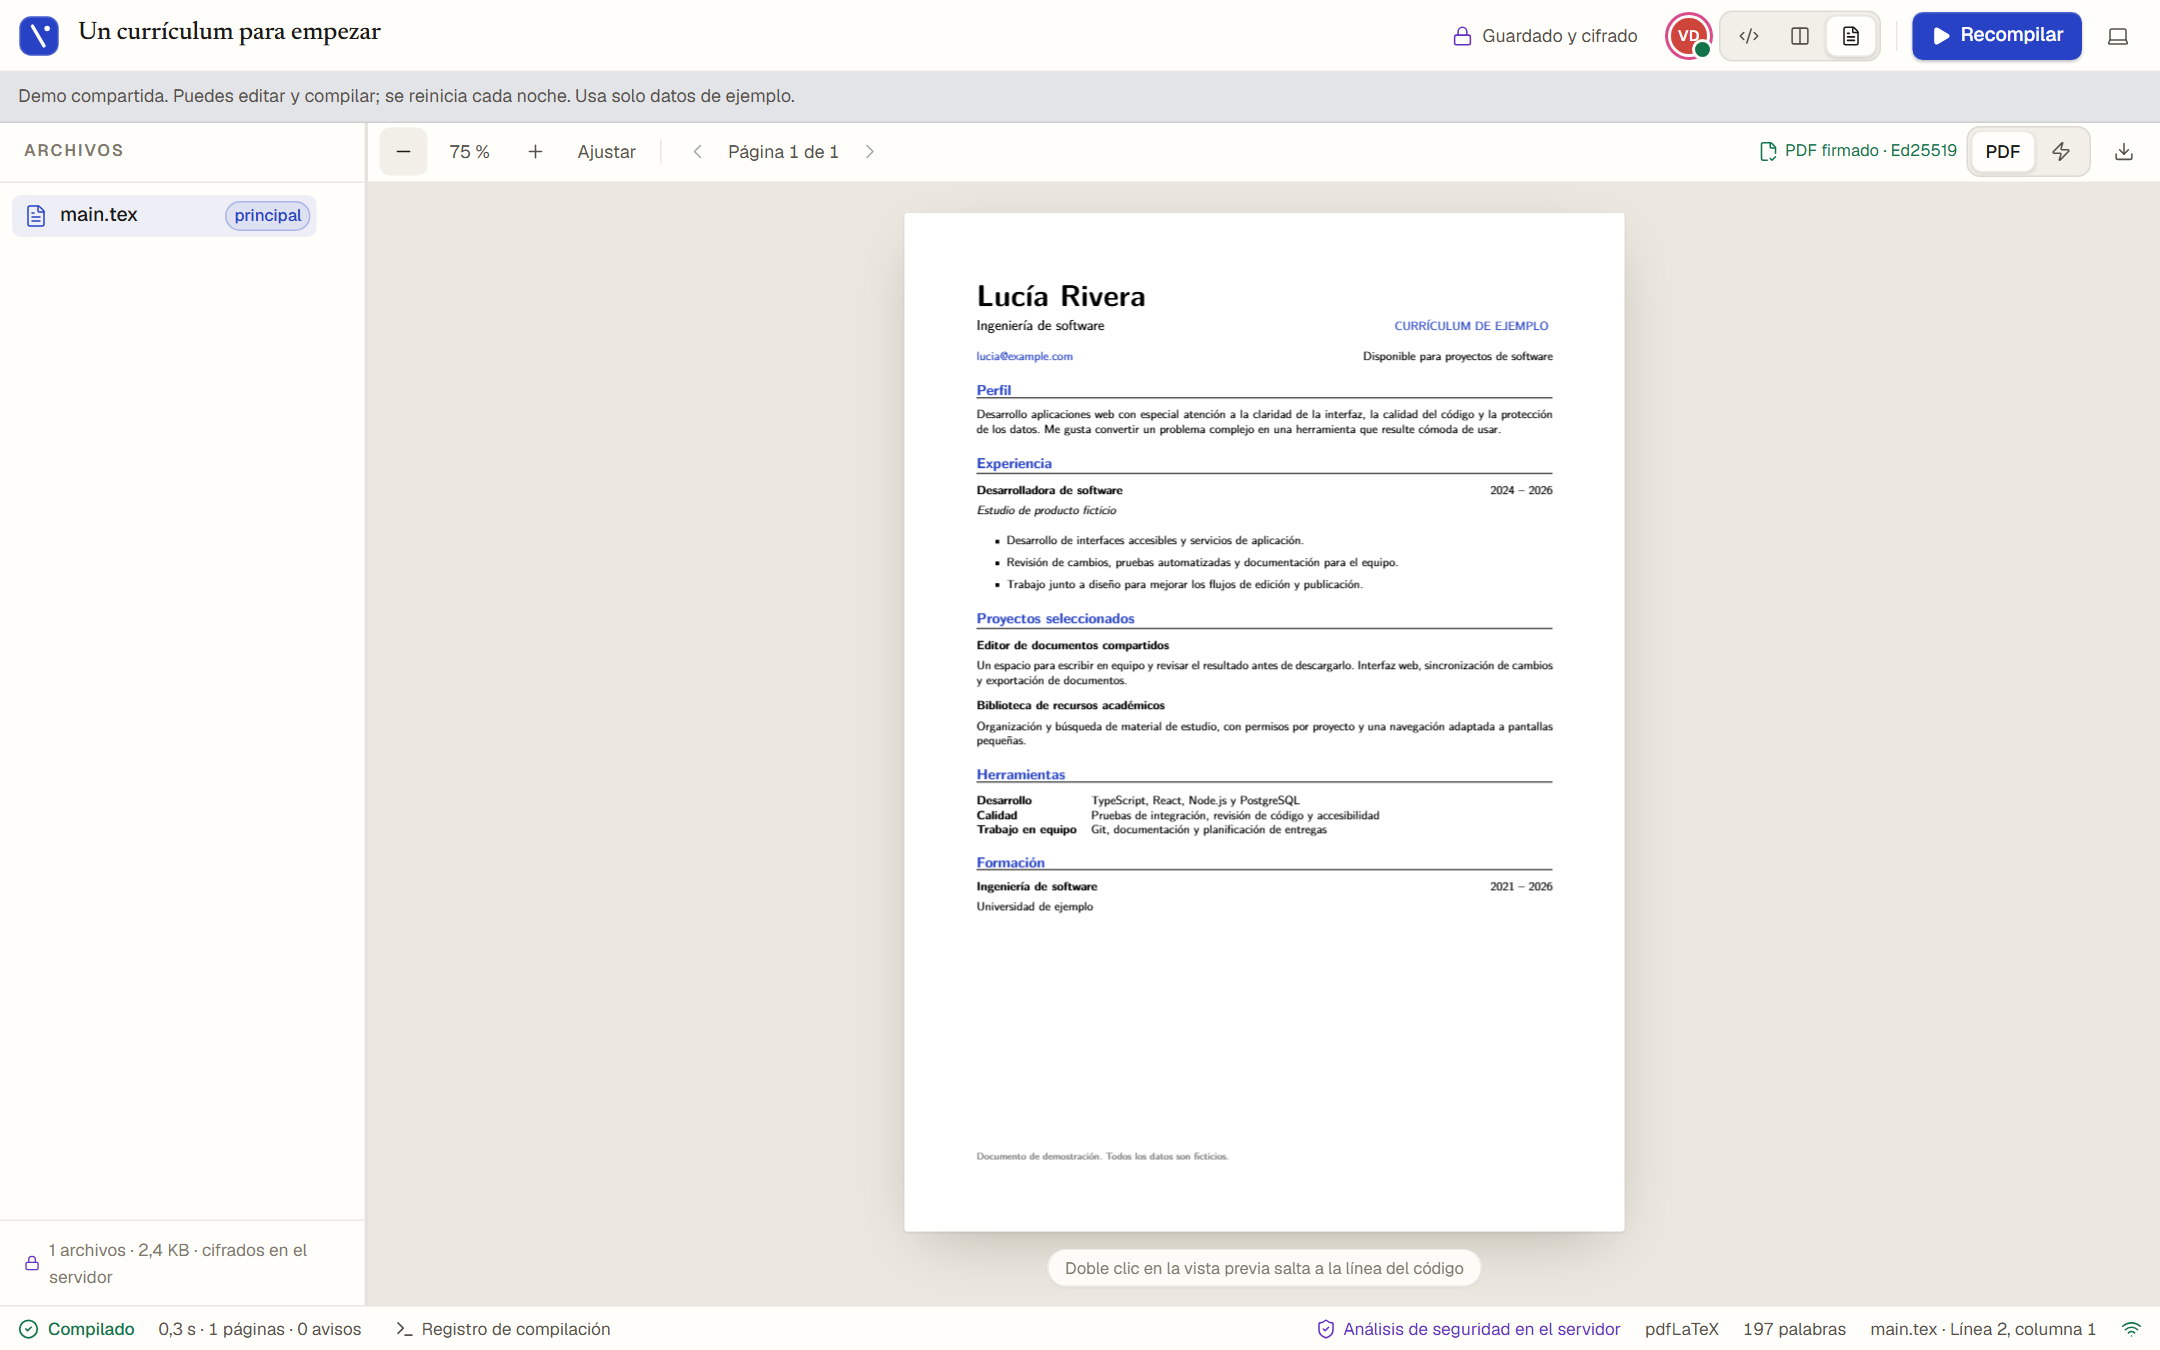 Un currículum para empezar
Guardado y cifrado
VD
Recompilar
Demo compartida. Puedes editar y compilar; se reinicia cada noche. Usa solo datos de ejemplo.
ARCHIVOS
75 %
Ajustar
Página 1 de 1
PDF firmado · Ed25519
PDF
main.tex
principal
Lucía Rivera
Ingeniería de software
CURRÍCULUM DE EJEMPLO
lucia@example.com
Disponible para proyectos de software
Perfil
Desarrollo aplicaciones web con especial atención a la claridad de la interfaz, la calidad del código y la protección
de los datos. Me gusta convertir un problema complejo en una herramienta que resulte cómoda de usar.
Experiencia
Desarrolladora de software
2024 – 2026
Estudio de producto ficticio
Desarrollo de interfaces accesibles y servicios de aplicación.
Revisión de cambios, pruebas automatizadas y documentación para el equipo.
Trabajo junto a diseño para mejorar los flujos de edición y publicación.
Proyectos seleccionados
Editor de documentos compartidos
Un espacio para escribir en equipo y revisar el resultado antes de descargarlo. Interfaz web, sincronización de cambios
y exportación de documentos.
Biblioteca de recursos académicos
Organización y búsqueda de material de estudio, con permisos por proyecto y una navegación adaptada a pantallas
pequeñas.
Herramientas
Desarrollo TypeScript, React, Node.js y PostgreSQL
Calidad Pruebas de integración, revisión de código y accesibilidad
Trabajo en equipo Git, documentación y planificación de entregas
Formación
Ingeniería de software
2021 – 2026
Universidad de ejemplo
Documento de demostración. Todos los datos son ficticios.
Doble clic en la vista previa salta a la línea del código
1 archivos · 2,4 KB · cifrados en el
servidor
Compilado
0,3 s · 1 páginas · 0 avisos
Registro de compilación
Análisis de seguridad en el servidor
pdfLaTeX
197 palabras
main.tex · Línea 2, columna 1